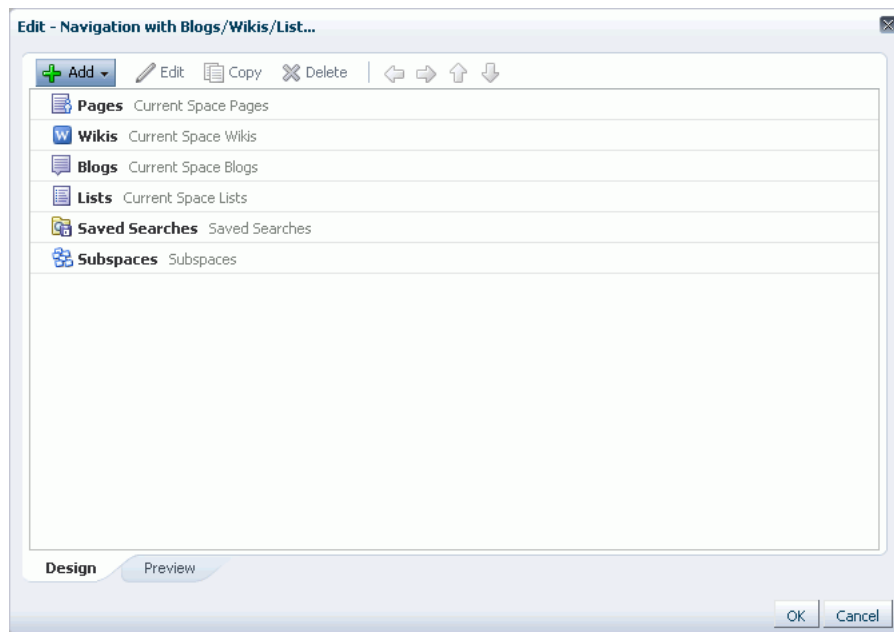 Edit - Navigation with Blogs/Wikis/List...
Add Edit Copy Delete
Pages Current Space Pages
W Wikis Current Space Wikis
Blogs Current Space Blogs
Lists Current Space Lists
Saved Searches Saved Searches
Subspaces Subspaces
Design Preview
OK Cancel